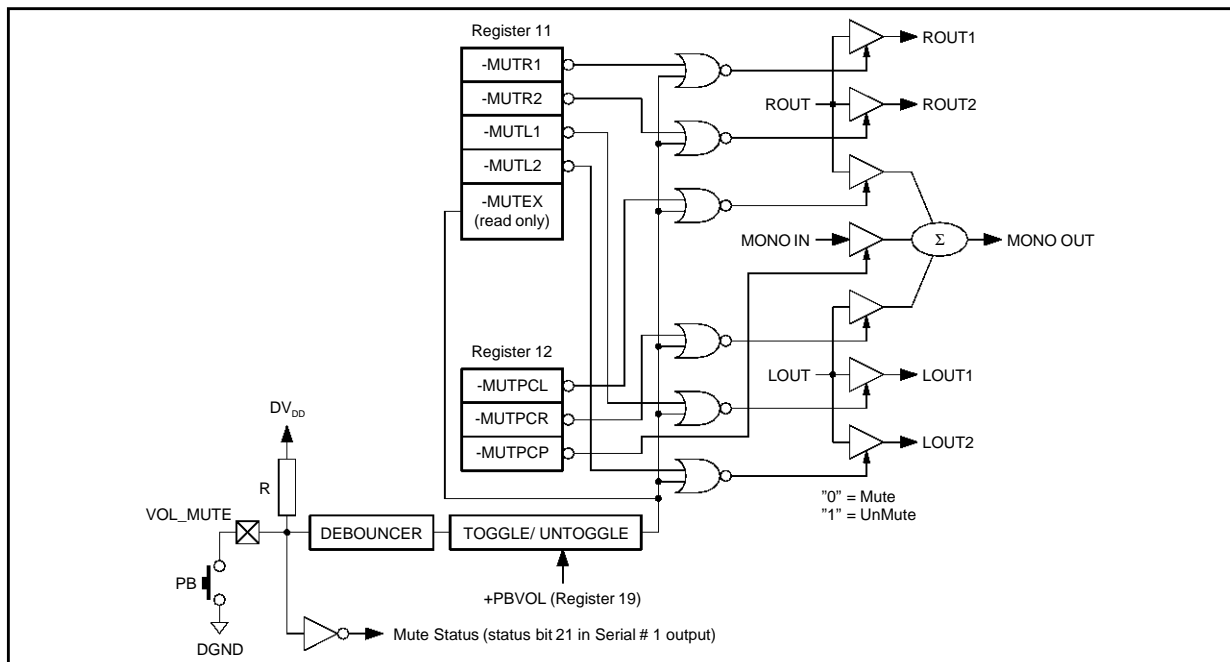 Register 11
-MUTR1
-MUTR2
-MUTL1
-MUTL2
-MUTEX
(read only)
ROUT1
ROUT
ROUT2
MONO IN
Σ
MONO OUT
Register 12
-MUTPCL
-MUTPCR
-MUTPCP
LOUT
LOUT1
LOUT2
"0" = Mute
"1" = UnMute
DVDD
R
VOL_MUTE
DEBOUNCER
TOGGLE/ UNTOGGLE
PB
+PBVOL (Register 19)
DGND
Mute Status (status bit 21 in Serial # 1 output)